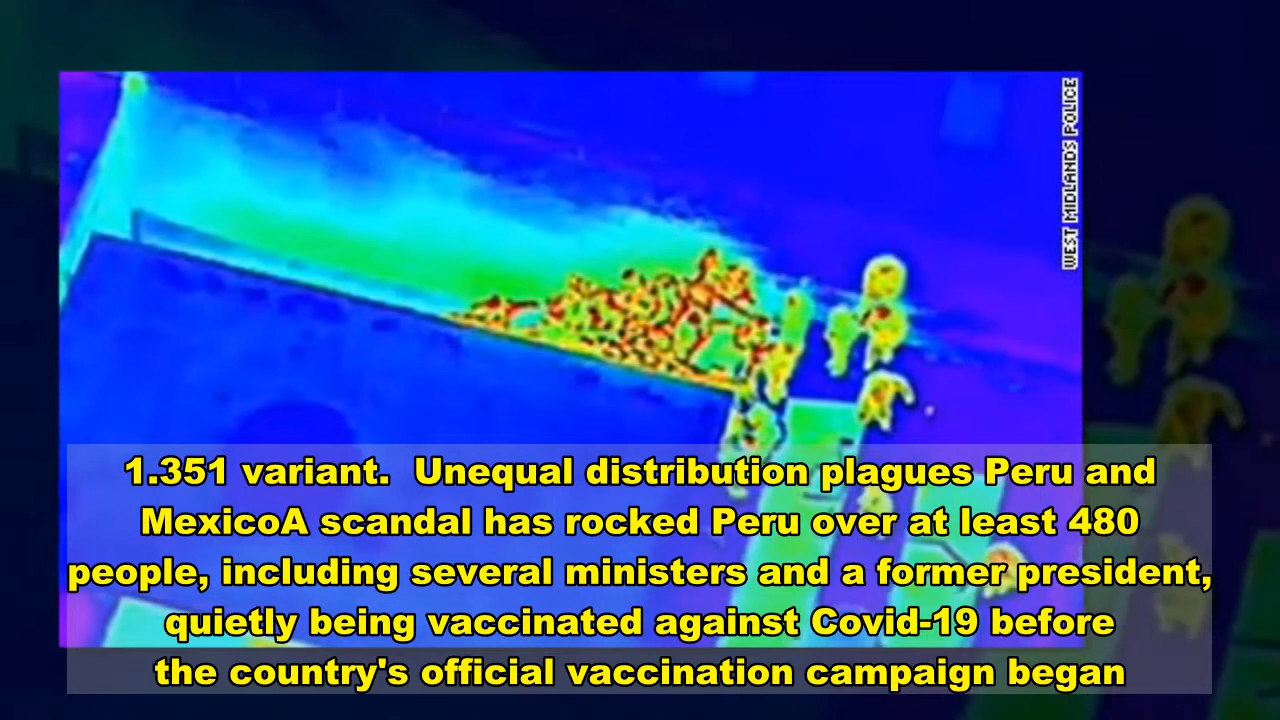 WEST MIDLANDS POLICE
1.351 variant.  Unequal distribution plagues Peru and
MexicoA scandal has rocked Peru over at least 480
people, including several ministers and a former president,
quietly being vaccinated against Covid-19 before
the country's official vaccination campaign began